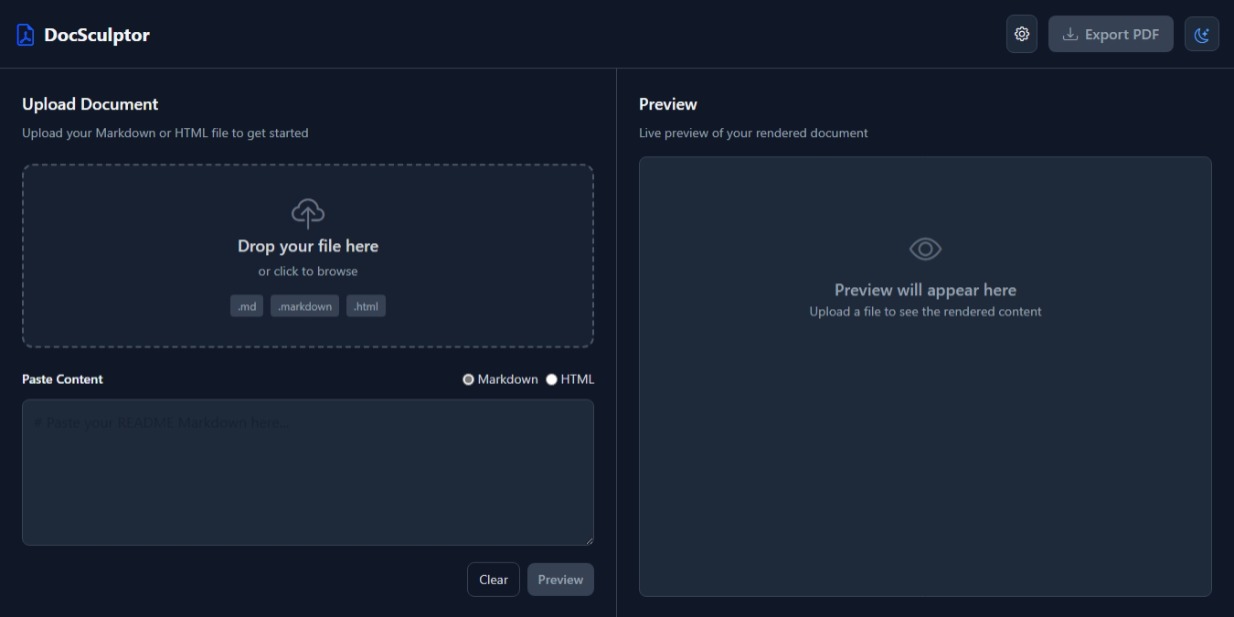 DocSculptor
Export PDF
Upload Document
Upload your Markdown or HTML file to get started
Drop your file here
or click to browse
.md .markdown .html
Paste Content
Markdown HTML
# Paste your README Markdown here...
Clear Preview
Preview
Live preview of your rendered document
Preview will appear here
Upload a file to see the rendered content